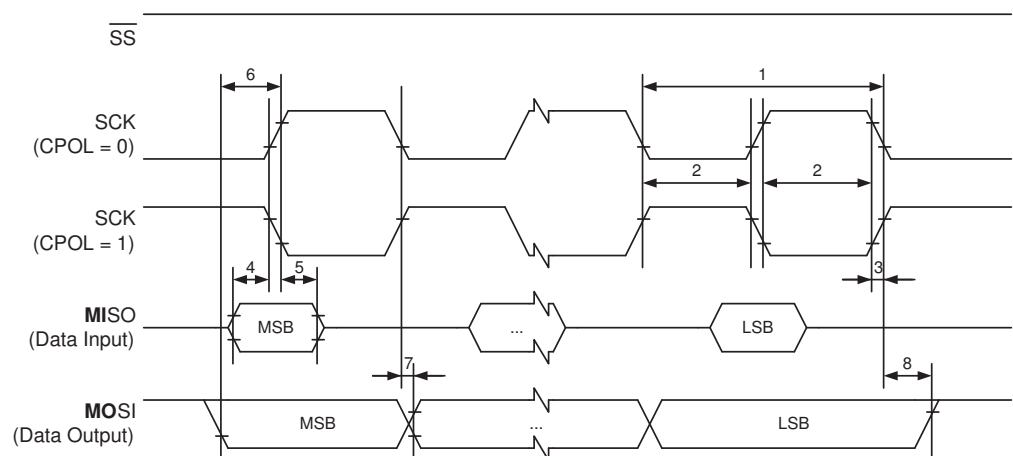 SS
6
1
SCK
(CPOL = 0)
2
2
SCK
(CPOL = 1)
4
5
3
MISO
(Data Input)
MSB
...
LSB
7
8
MOSI
(Data Output)
MSB
...
LSB